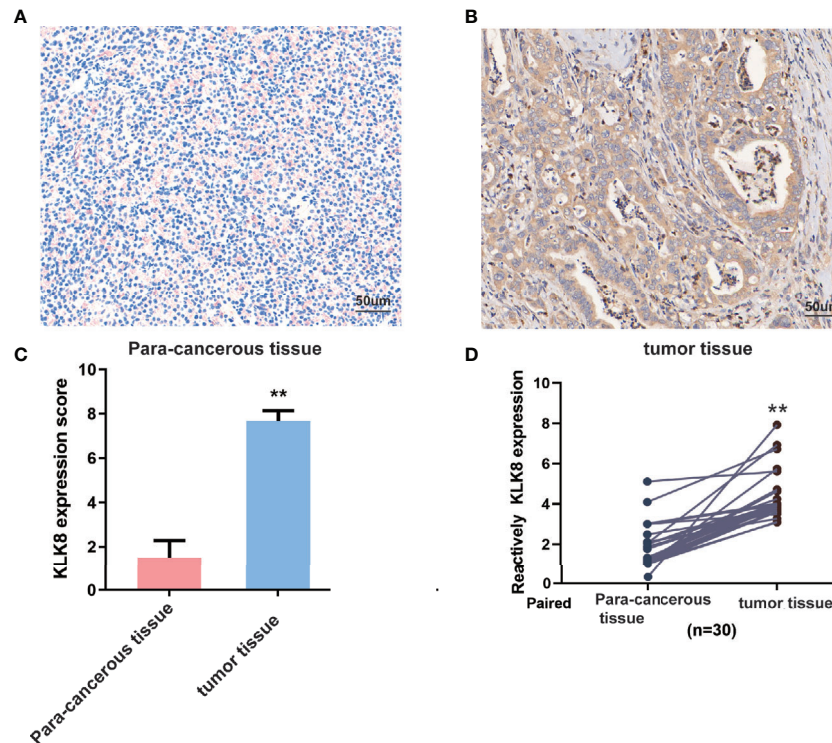 A
B
50um
50um
Para-cancerous tissue
tumor tissue
C
KLK8 expression score
10
8
6
4
2
0
**
Para-cancerous tissue
tumor tissue
D
Reactively KLK8 expression
10
8
6
4
2
0
**
Paired
Para-cancerous
tissue
tumor tissue
(n=30)